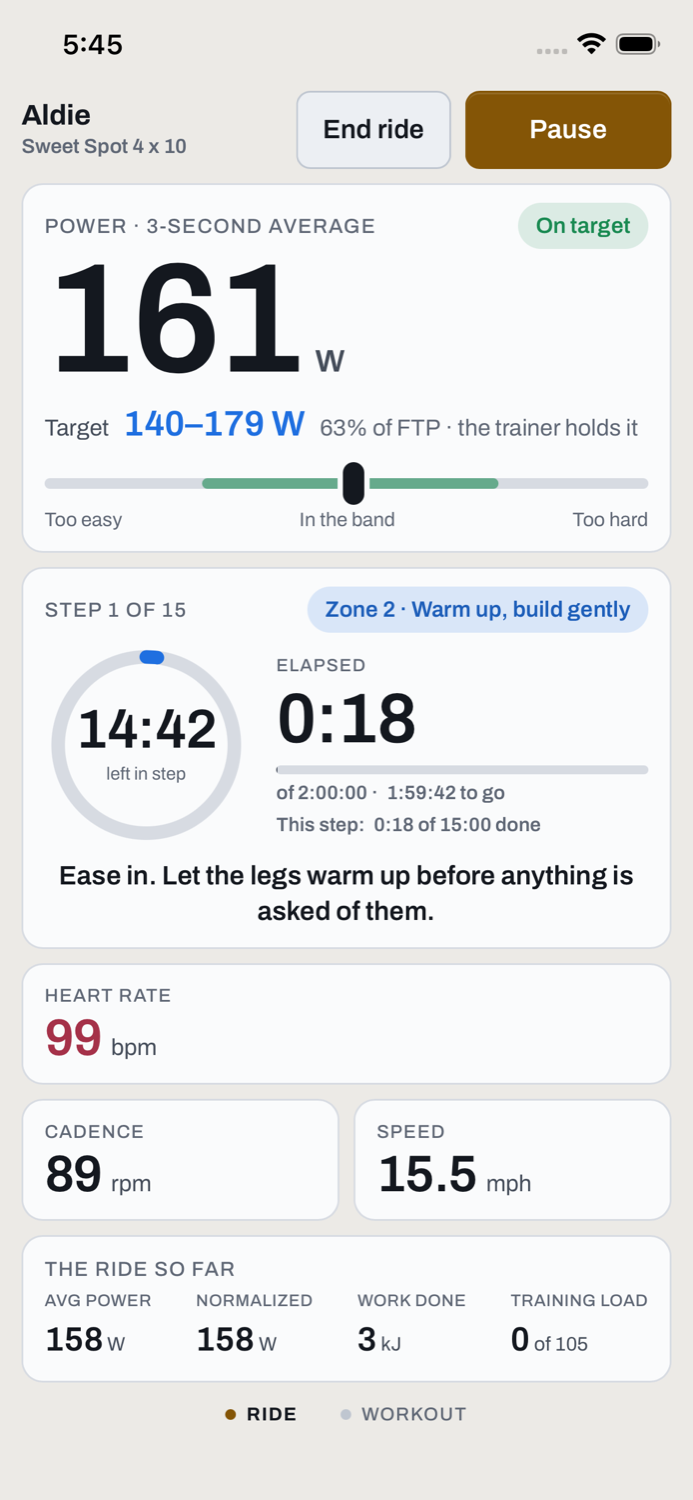 5:45
Aldie
Sweet Spot 4 x 10
End ride
Pause
POWER · 3-SECOND AVERAGE
On target
161 W
Target 140–179 W 63% of FTP · the trainer holds it
Too easy In the band Too hard
STEP 1 OF 15
Zone 2 · Warm up, build gently
14:42
left in step
ELAPSED
0:18
of 2:00:00 · 1:59:42 to go
This step: 0:18 of 15:00 done
Ease in. Let the legs warm up before anything is
asked of them.
HEART RATE
99 bpm
CADENCE
89 rpm
SPEED
15.5 mph
THE RIDE SO FAR
AVG POWER NORMALIZED WORK DONE TRAINING LOAD
158 W 158 W 3 kJ 0 of 105
RIDE WORKOUT